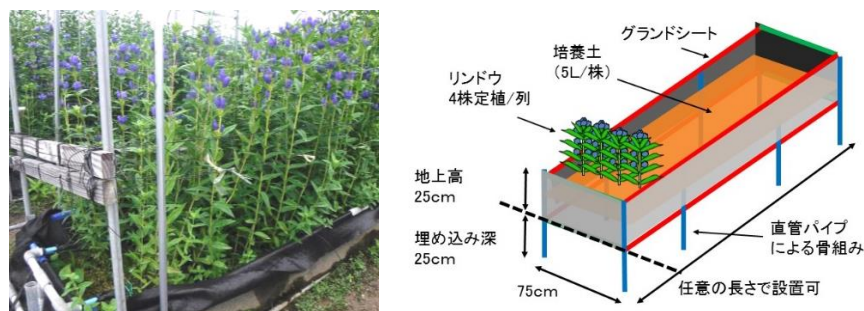 グランドシート
培養土
（5L/株）
リンドウ
4株定植/列
地上高
25cm
埋め込み深
25cm
75cm
直管パイプ
による骨組み
任意の長さで設置可